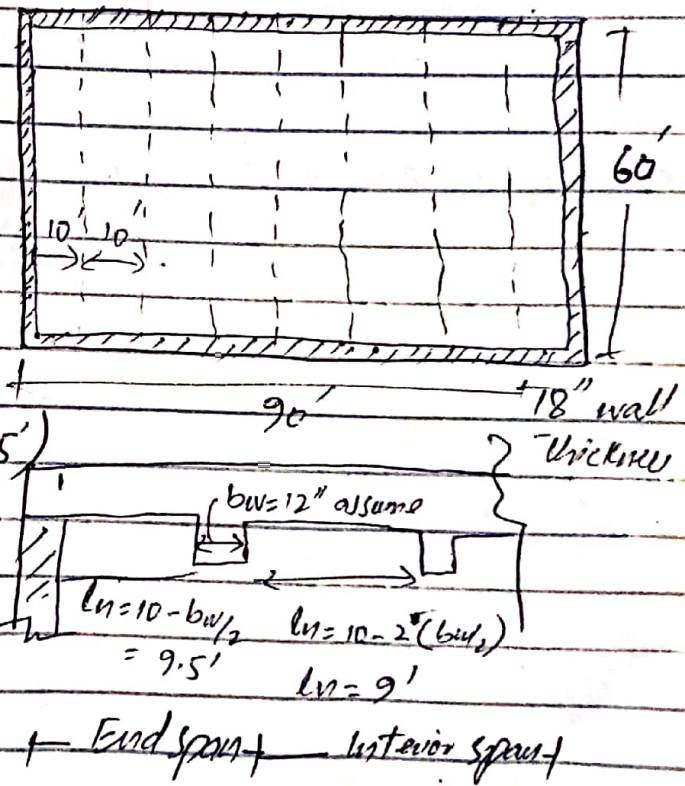 60'
10' 10'
90'
18" wall
Thickness
5')
bw=12" assume
ln=10-bw/2
= 9.5'
ln=10-2*(bw/2)
ln=9'
End span
Interior span